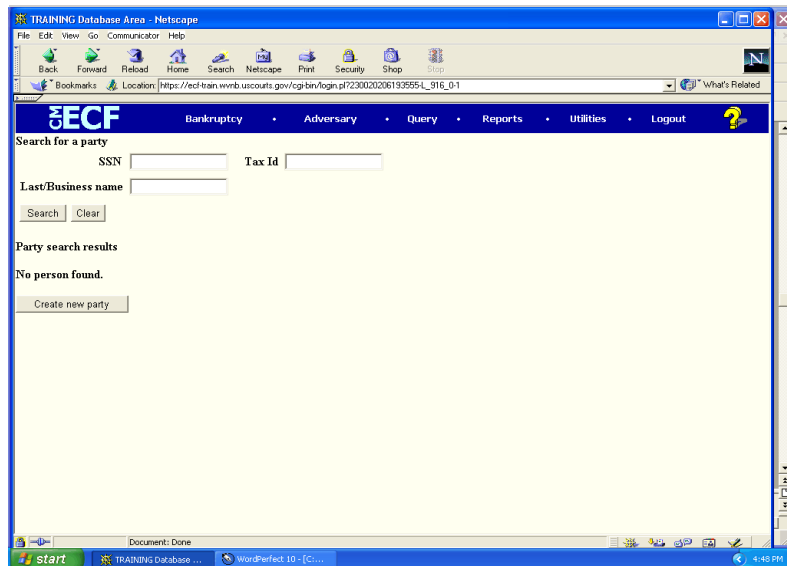 TRAINING Database Area - Netscape
File Edit View Go Communicator Help
Back Forward Reload Home Search Netscape Print Security Shop Stop
N
Bookmarks Location: https://ecf-train.wvnb.uscourts.gov/cgi-bin/login.pl?230020206193555-L_916_0-1 What's Related
CM ECF Bankruptcy • Adversary • Query • Reports • Utilities • Logout ?
Search for a party
SSN Tax Id
Last/Business name
Search Clear
Party search results
No person found.
Create new party
Document: Done
start TRAINING Database ... WordPerfect 10 - [C:... 4:48 PM